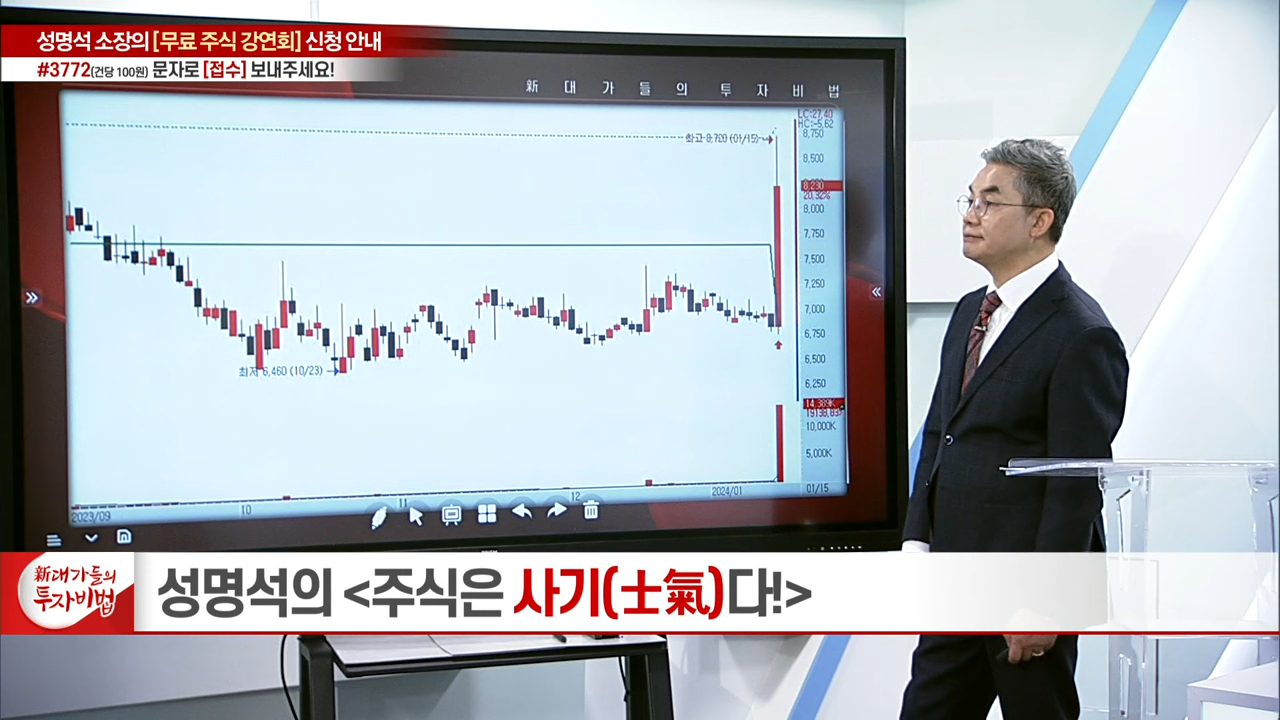 성명석 소장의 [무료 주식 강연회] 신청 안내
#3772(건당 100원) 문자로 [접수] 보내주세요!
新 대 가 들 의 투 자 비 법
LC:27,40
HC:-5,62
최고 8,720 (01/15)
8,750
8,500
8,230
20,32%
8,000
7,750
7,500
7,250
7,000
6,750
6,500
6,250
최저 6,460 (10/23)
14,389K
10,000K
5,000K
2023/09
10
11
12
2024/01
01/15
新대가들의
투자비법
성명석의 <주식은 사기(士氣)다!>